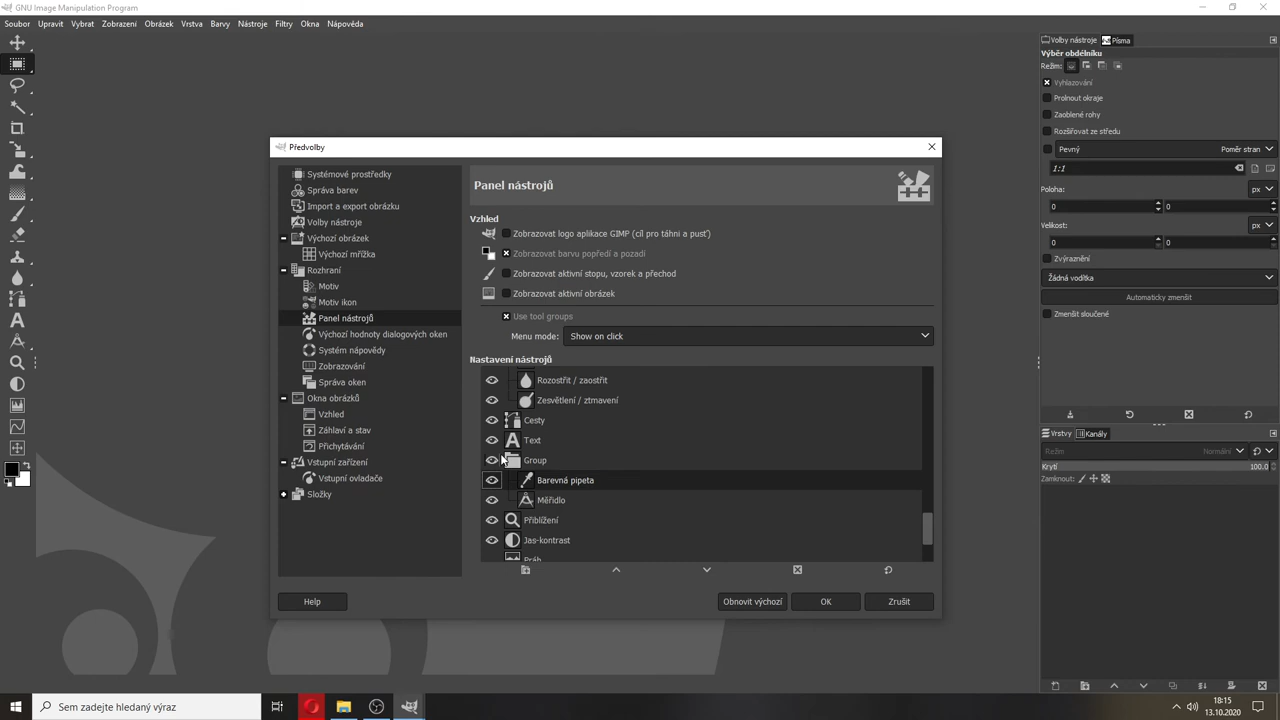 GNU Image Manipulation Program
Soubor Upravit Vybrat Zobrazení Obrázek Vrstva Barvy Nástroje Filtry Okna Nápověda
Předvolby
Systémové prostředky
Správa barev
Import a export obrázku
Volby nástroje
Výchozí obrázek
Výchozí mřížka
Rozhraní
Motiv
Motiv ikon
Panel nástrojů
Výchozí hodnoty dialogových oken
Systém nápovědy
Zobrazování
Správa oken
Okna obrázků
Vzhled
Záhlaví a stav
Přichytávání
Vstupní zařízení
Vstupní ovladače
Složky
Panel nástrojů
Vzhled
Zobrazovat logo aplikace GIMP (cíl pro táhni a pusť)
Zobrazovat barvu popředí a pozadí
Zobrazovat aktivní stopu, vzorek a přechod
Zobrazovat aktivní obrázek
Use tool groups
Menu mode: Show on click
Nastavení nástrojů
Rozostřit / zaostřit
Zesvětlení / ztmavení
Cesty
Text
Group
Barevná pipeta
Měřidlo
Přiblížení
Jas-kontrast
Práh
Help
Obnovit výchozí
OK
Zrušit
Volby nástroje Písma
Výběr obdélníku
Režim:
Vyhlazování
Prolnout okraje
Zaoblené rohy
Rozšiřovat ze středu
Pevný Poměr stran
1:1
Poloha: px
0 0
Velikost: px
0 0
Zvýraznění
Žádná vodítka
Automaticky zmenšit
Zmenšit sloučené
Vrstvy Kanály
Režim Normální
Krytí 100.0
Zamknout:
Sem zadejte hledaný výraz
18:15
13.10.2020